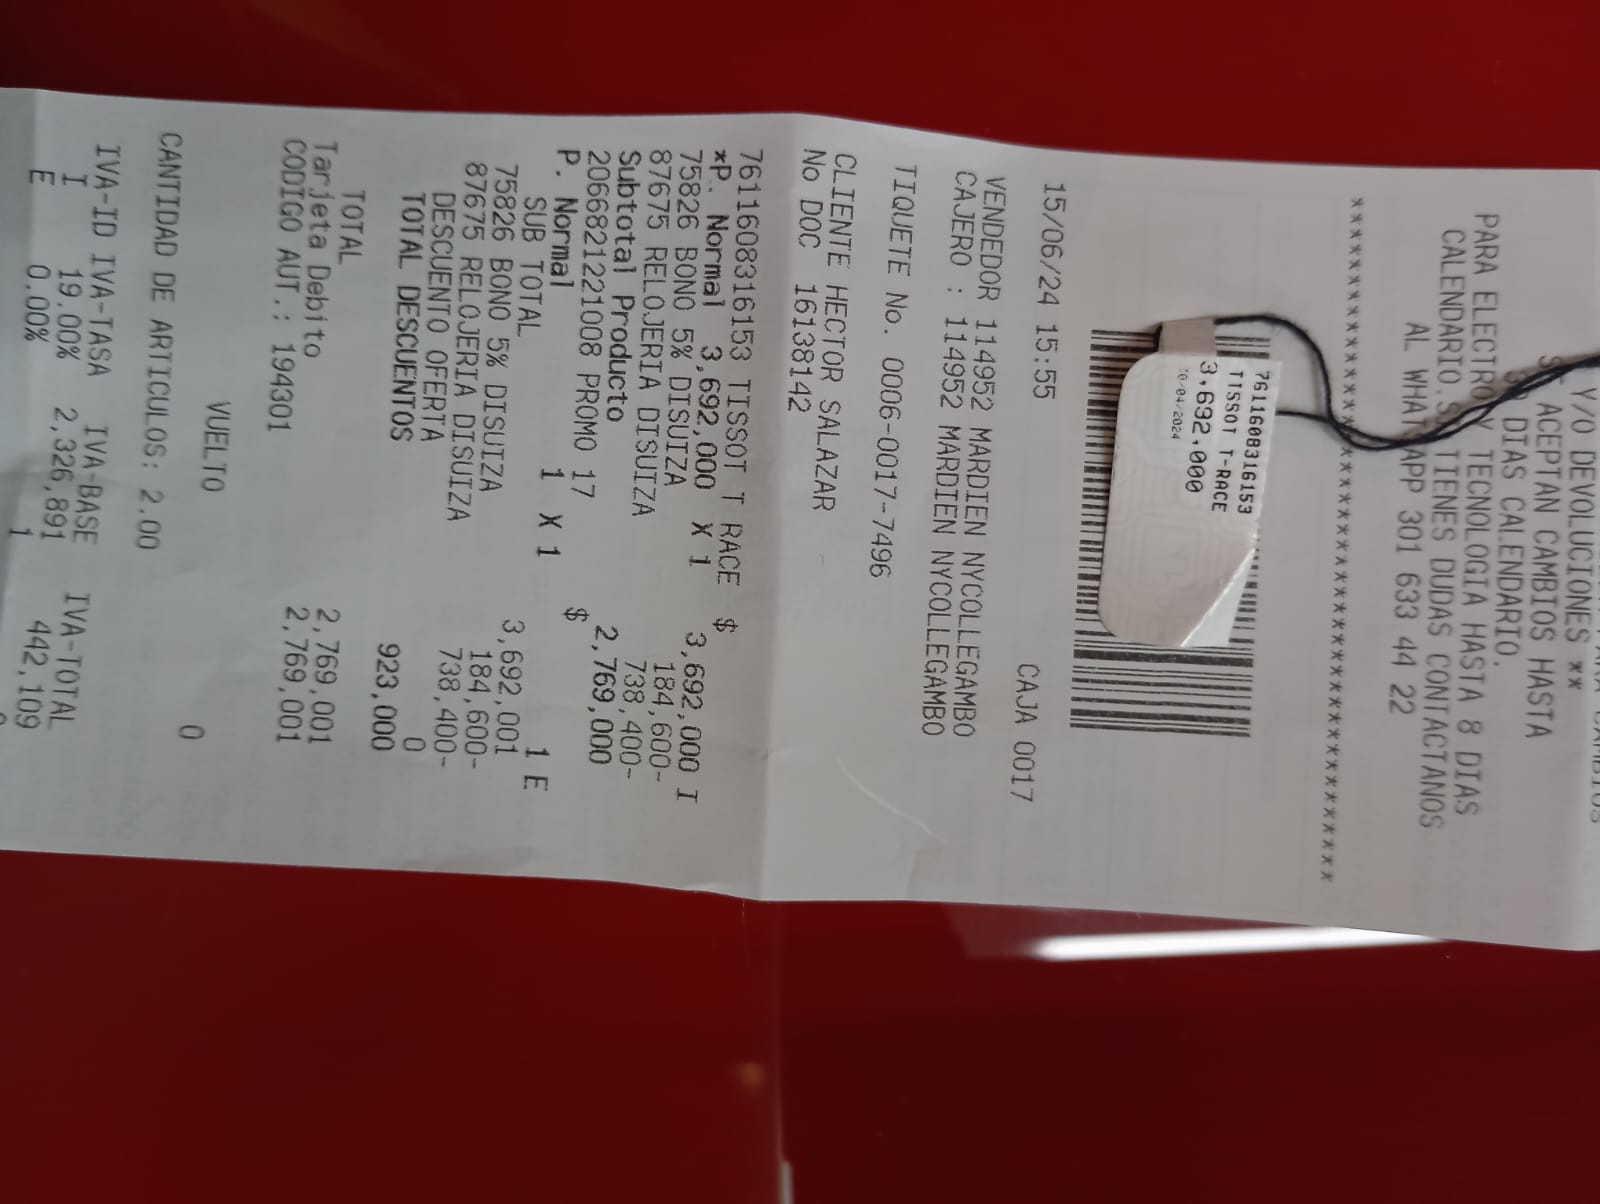 Y/O DEVOLUCIONES **
ACEPTAN CAMBIOS HASTA
DIAS CALENDARIO.
PARA ELECTRO Y TECNOLOGIA HASTA 8 DIAS
CALENDARIO.S TIENES DUDAS CONTACTANOS
AL WHATSAPP 301 633 44 22
7611608316153
TISSOT T-RACE
3,692,000
30/04/2024
15/06/24 15:55 CAJA 0017
VENDEDOR 114952 MARDIEN NYCOLLEGAMBO
CAJERO : 114952 MARDIEN NYCOLLEGAMBO
TIQUETE No. 0006-0017-7496
CLIENTE HECTOR SALAZAR
No DOC 16138142
7611608316153 TISSOT T RACE $ 3,692,000 I
*P. Normal 3,692,000 X 1
75826 BONO 5% DISUIZA 184,600-
87675 RELOJERIA DISUIZA 738,400-
Subtotal Producto 2,769,000
2066821221008 PROMO 17 $ 1 E
P. Normal 1 X 1
SUB TOTAL 3,692,001
75826 BONO 5% DISUIZA 184,600-
87675 RELOJERIA DISUIZA 738,400-
DESCUENTO OFERTA 0
TOTAL DESCUENTOS 923,000
TOTAL 2,769,001
Tarjeta Debito 2,769,001
CODIGO AUT.: 194301
VUELTO 0
CANTIDAD DE ARTICULOS: 2.00
IVA-ID IVA-TASA IVA-BASE IVA-TOTAL
I 19.00% 2,326,891 442,109
E 0.00% 1